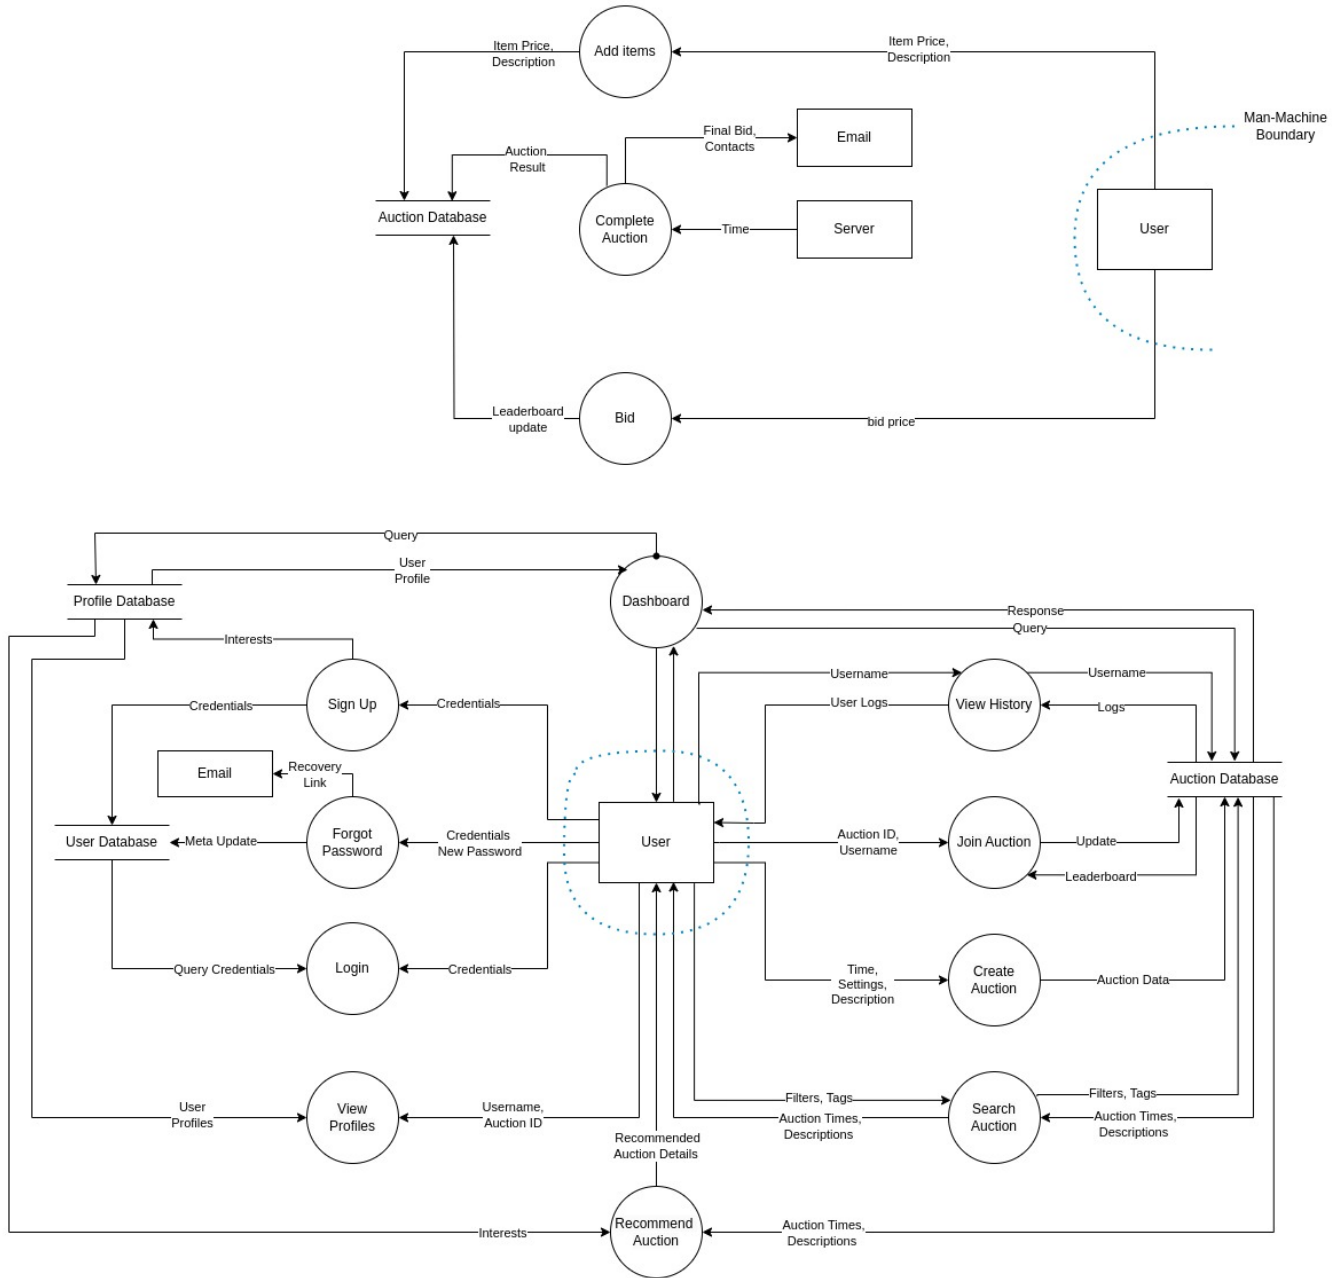 Item Price,
Description
Add items
Item Price,
Description
Man-Machine
Boundary
Final Bid,
Contacts
Email
Auction
Result
Auction Database
Complete
Auction
Time
Server
User
Leaderboard
update
Bid
bid price
Query
User
Profile
Dashboard
Profile Database
Response
Query
Interests
Username
Username
Sign Up
Credentials
Credentials
User Logs
View History
Logs
Email
Recovery
Link
Auction Database
User Database
Meta Update
Forgot
Password
Credentials
New Password
User
Auction ID,
Username
Join Auction
Update
Leaderboard
Query Credentials
Login
Credentials
Time,
Settings,
Description
Create
Auction
Auction Data
User
Profiles
View
Profiles
Username,
Auction ID
Filters, Tags
Auction Times,
Descriptions
Search
Auction
Filters, Tags
Auction Times,
Descriptions
Recommended
Auction Details
Interests
Recommend
Auction
Auction Times,
Descriptions